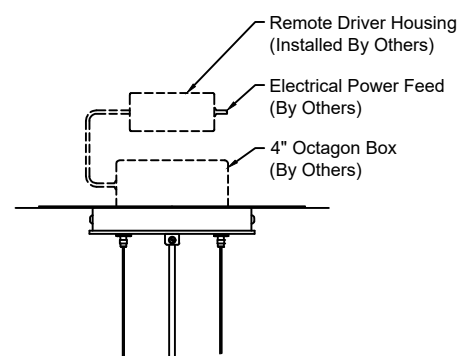 Remote Driver Housing
(Installed By Others)
Electrical Power Feed
(By Others)
4" Octagon Box
(By Others)